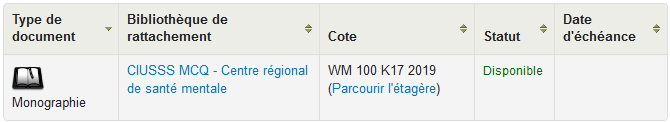 Type de document
Bibliothèque de rattachement
Cote
Statut
Date d'échéance
Monographie
CIUSSS MCQ - Centre régional
de santé mentale
WM 100 K17 2019
(Parcourir l'étagère)
Disponible